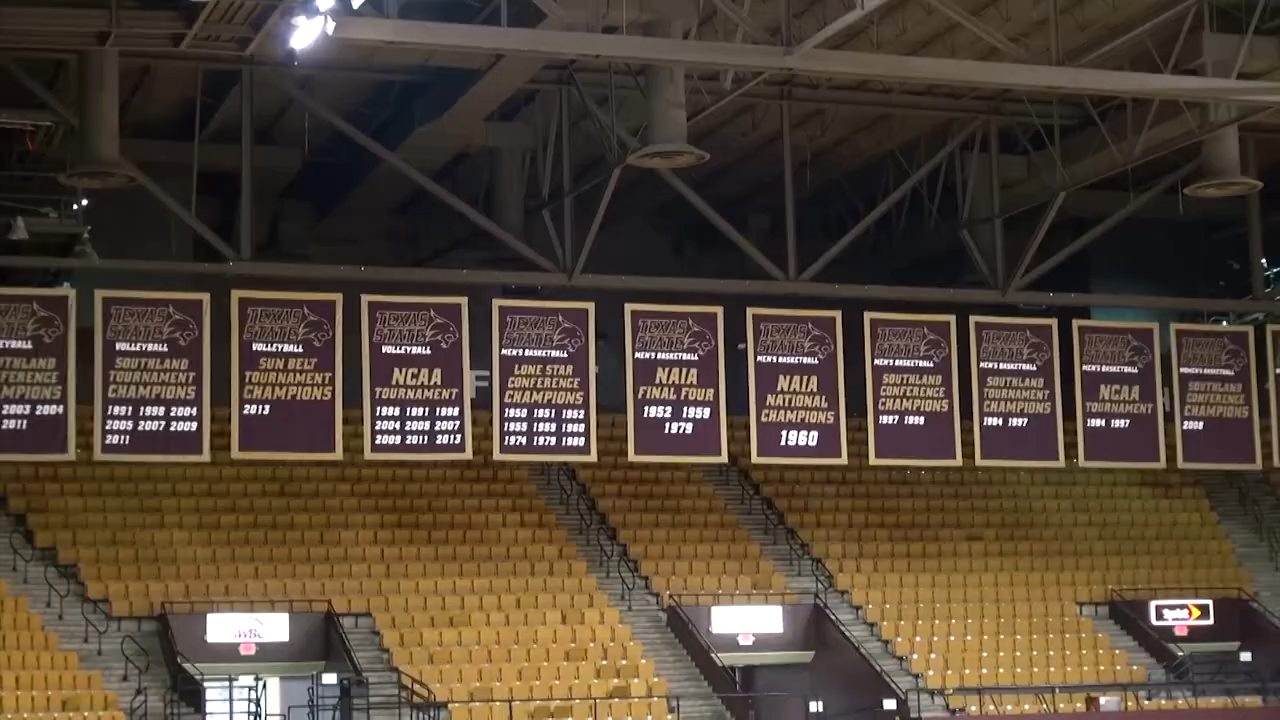 TEXAS
STATE
VOLLEYBALL
2003 2004
2011
TEXAS
STATE
VOLLEYBALL
SOUTHLAND
TOURNAMENT
CHAMPIONS
1991 1998 2004
2005 2007 2009
2011
TEXAS
STATE
VOLLEYBALL
SUN BELT
TOURNAMENT
CHAMPIONS
2013
TEXAS
STATE
VOLLEYBALL
NCAA
TOURNAMENT
1986 1991 1998
2004 2005 2007
2009 2011 2013
TEXAS
STATE
MEN'S BASKETBALL
LONE STAR
CONFERENCE
CHAMPIONS
1950 1951 1952
1955 1959 1960
1974 1979 1980
TEXAS
STATE
MEN'S BASKETBALL
NAIA
FINAL FOUR
1952 1959
1979
TEXAS
STATE
MEN'S BASKETBALL
NAIA
NATIONAL
CHAMPIONS
1960
TEXAS
STATE
MEN'S BASKETBALL
SOUTHLAND
CONFERENCE
CHAMPIONS
1997 1999
TEXAS
STATE
MEN'S BASKETBALL
SOUTHLAND
TOURNAMENT
CHAMPIONS
1994 1997
TEXAS
STATE
MEN'S BASKETBALL
NCAA
TOURNAMENT
1994 1997
TEXAS
STATE
WOMEN'S BASKETBALL
SOUTHLAND
CONFERENCE
CHAMPIONS
2008
F
H
Sprint